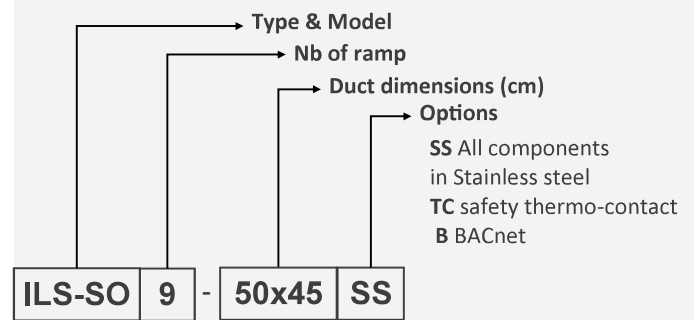 Type & Model
Nb of ramp
Duct dimensions (cm)
Options
SS All components
in Stainless steel
TC safety thermo-contact
B BACnet
ILS-SO 9 - 50x45 SS